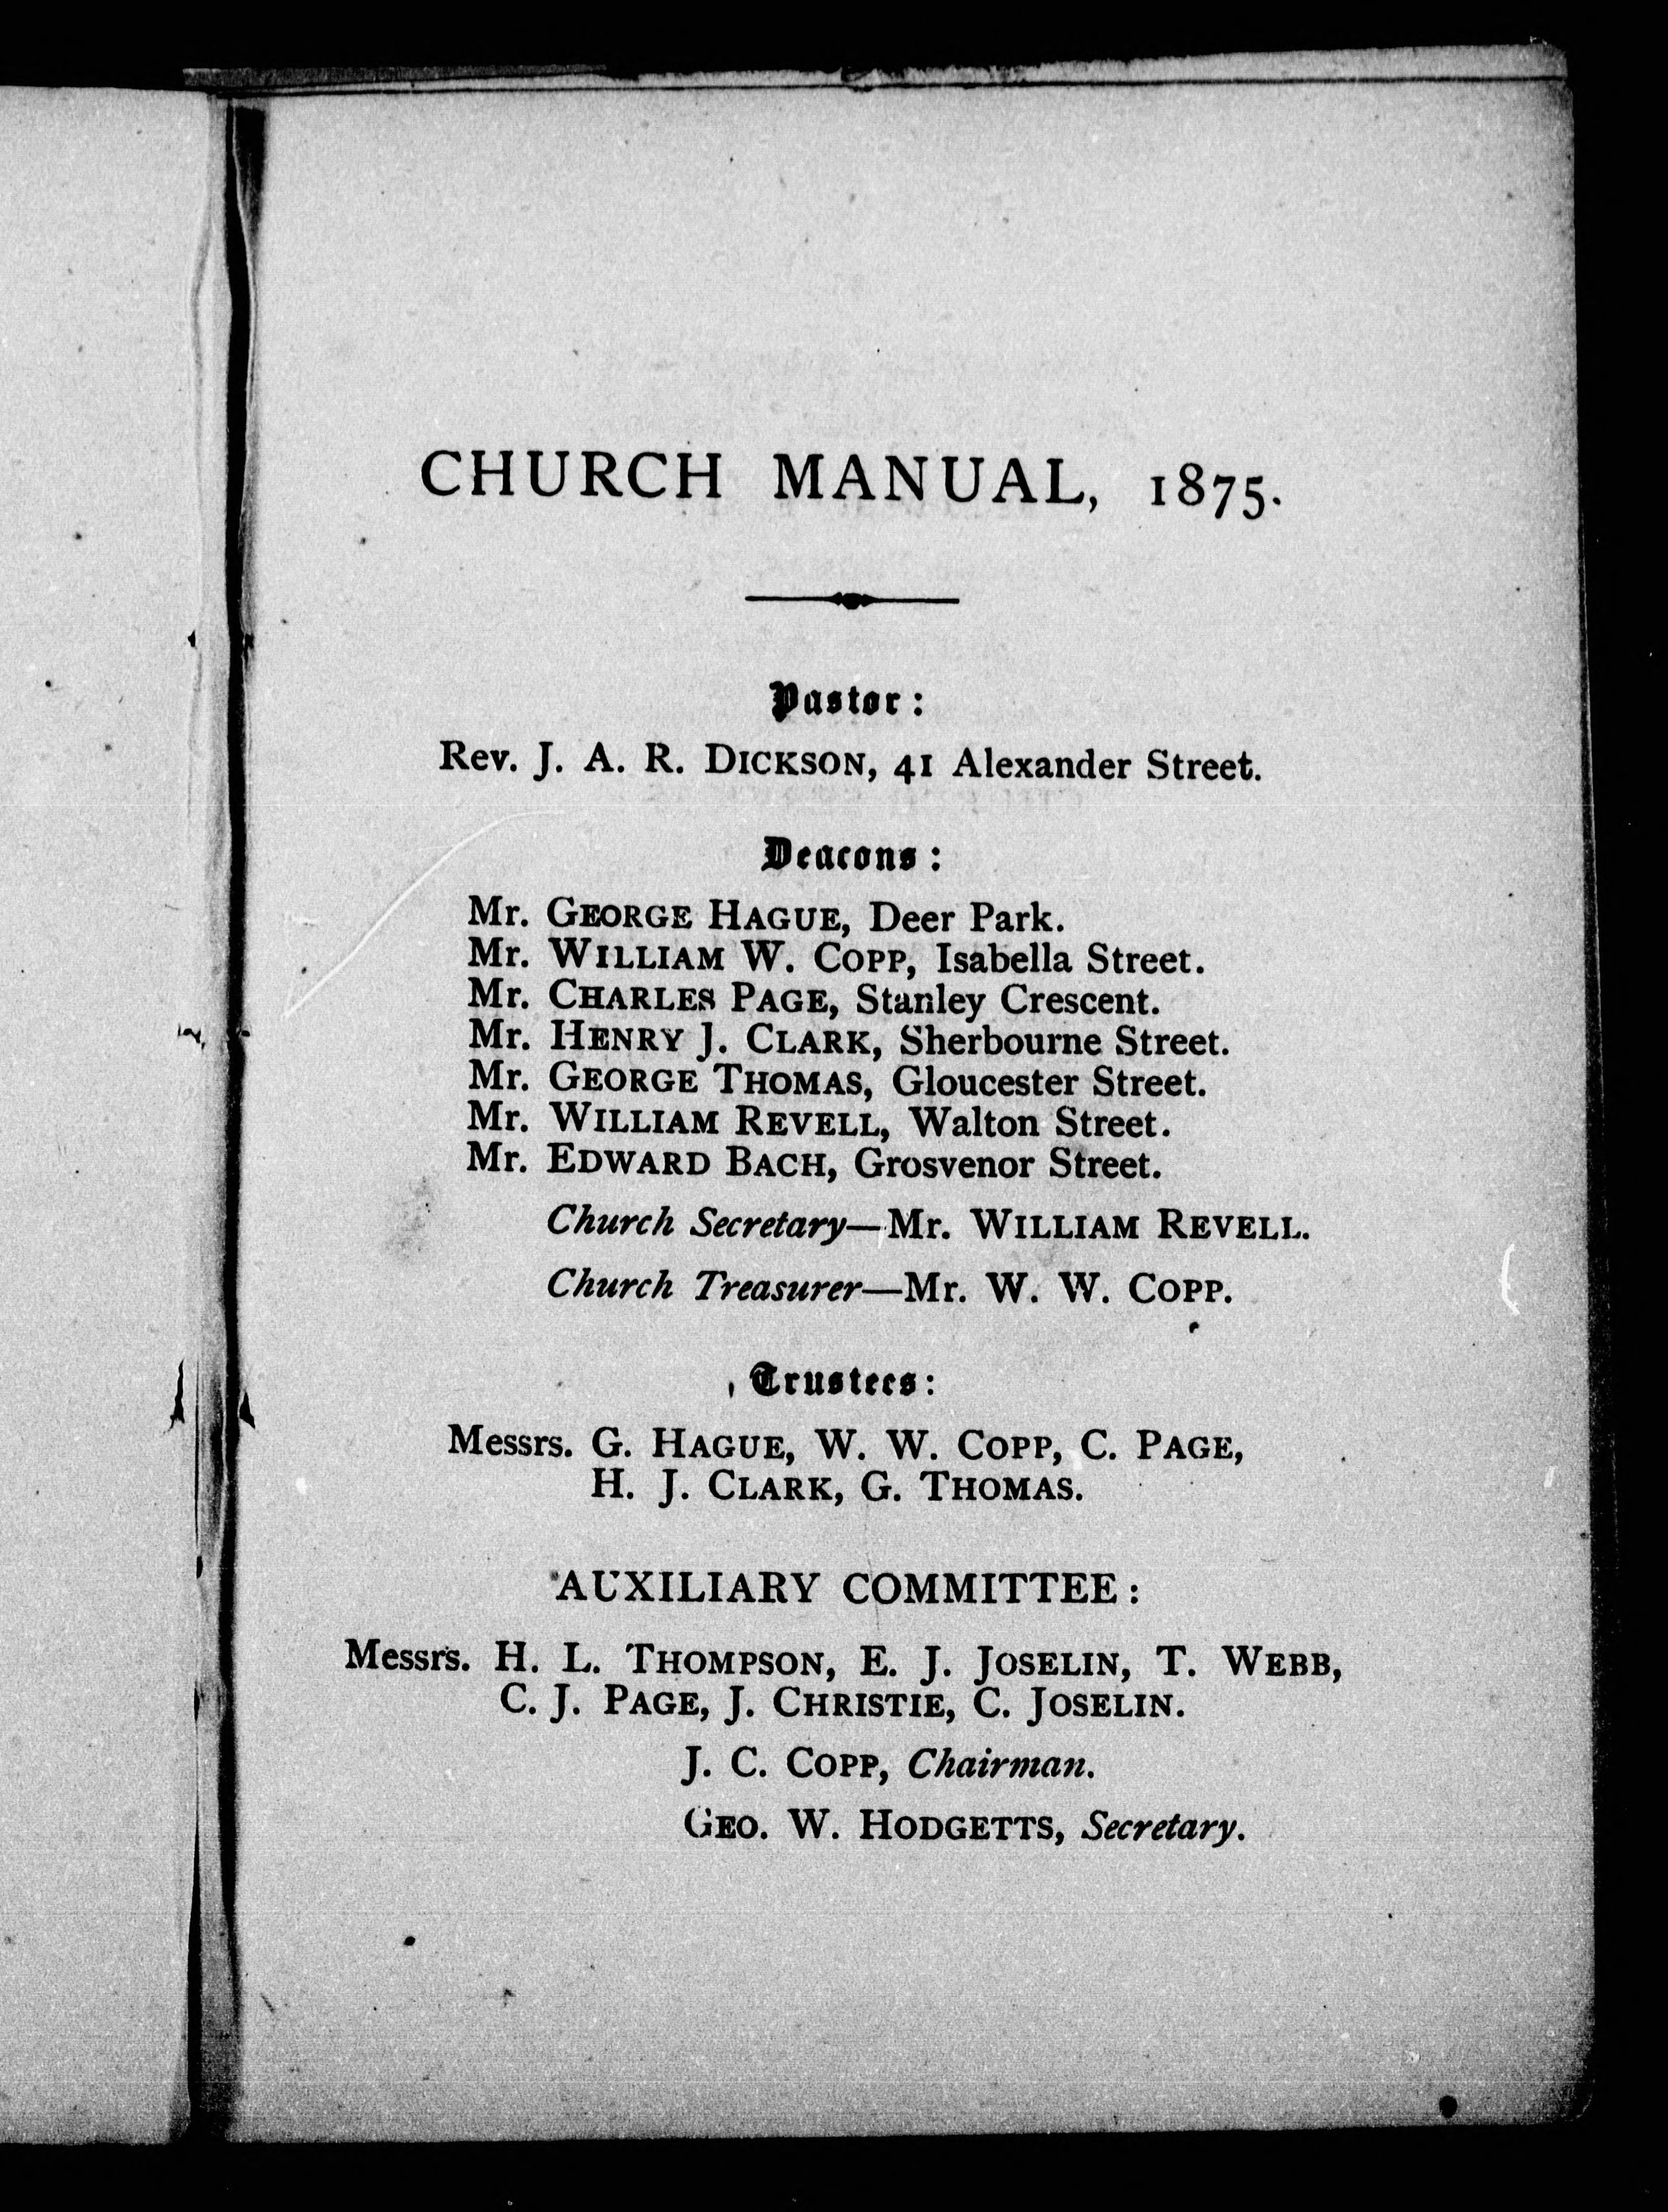 CHURCH MANUAL, 1875.
Pastor:
Rev. J. A. R. DICKSON, 41 Alexander Street.
Deacons:
Mr. GEORGE HAGUE, Deer Park.
Mr. WILLIAM W. COPP, Isabella Street.
Mr. CHARLES PAGE, Stanley Crescent.
Mr. HENRY J. CLARK, Sherbourne Street.
Mr. GEORGE THOMAS, Gloucester Street.
Mr. WILLIAM REVELL, Walton Street.
Mr. EDWARD BACH, Grosvenor Street.
Church Secretary—Mr. WILLIAM REVELL.
Church Treasurer—Mr. W. W. COPP.
Trustees:
Messrs. G. HAGUE, W. W. COPP, C. PAGE,
H. J. CLARK, G. THOMAS.
AUXILIARY COMMITTEE:
Messrs. H. L. THOMPSON, E. J. JOSELIN, T. WEBB,
C. J. PAGE, J. CHRISTIE, C. JOSELIN.
J. C. COPP, Chairman.
GEO. W. HODGETTS, Secretary.